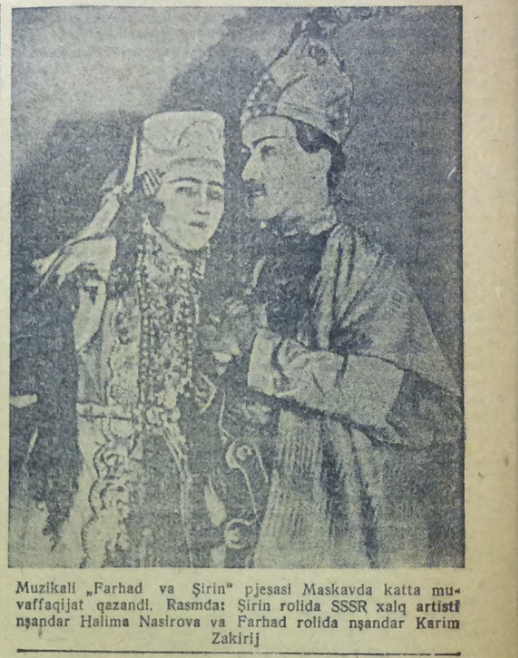 Muzikali „Farhad va Şirin“ pjesasi Maskavda katta mu-
vaffaqijat qazandi. Rasmda: Şirin rolida SSSR xalq artisti
nşandar Halima Nasirova va Farhad rolida nşandar Karim
Zakirij